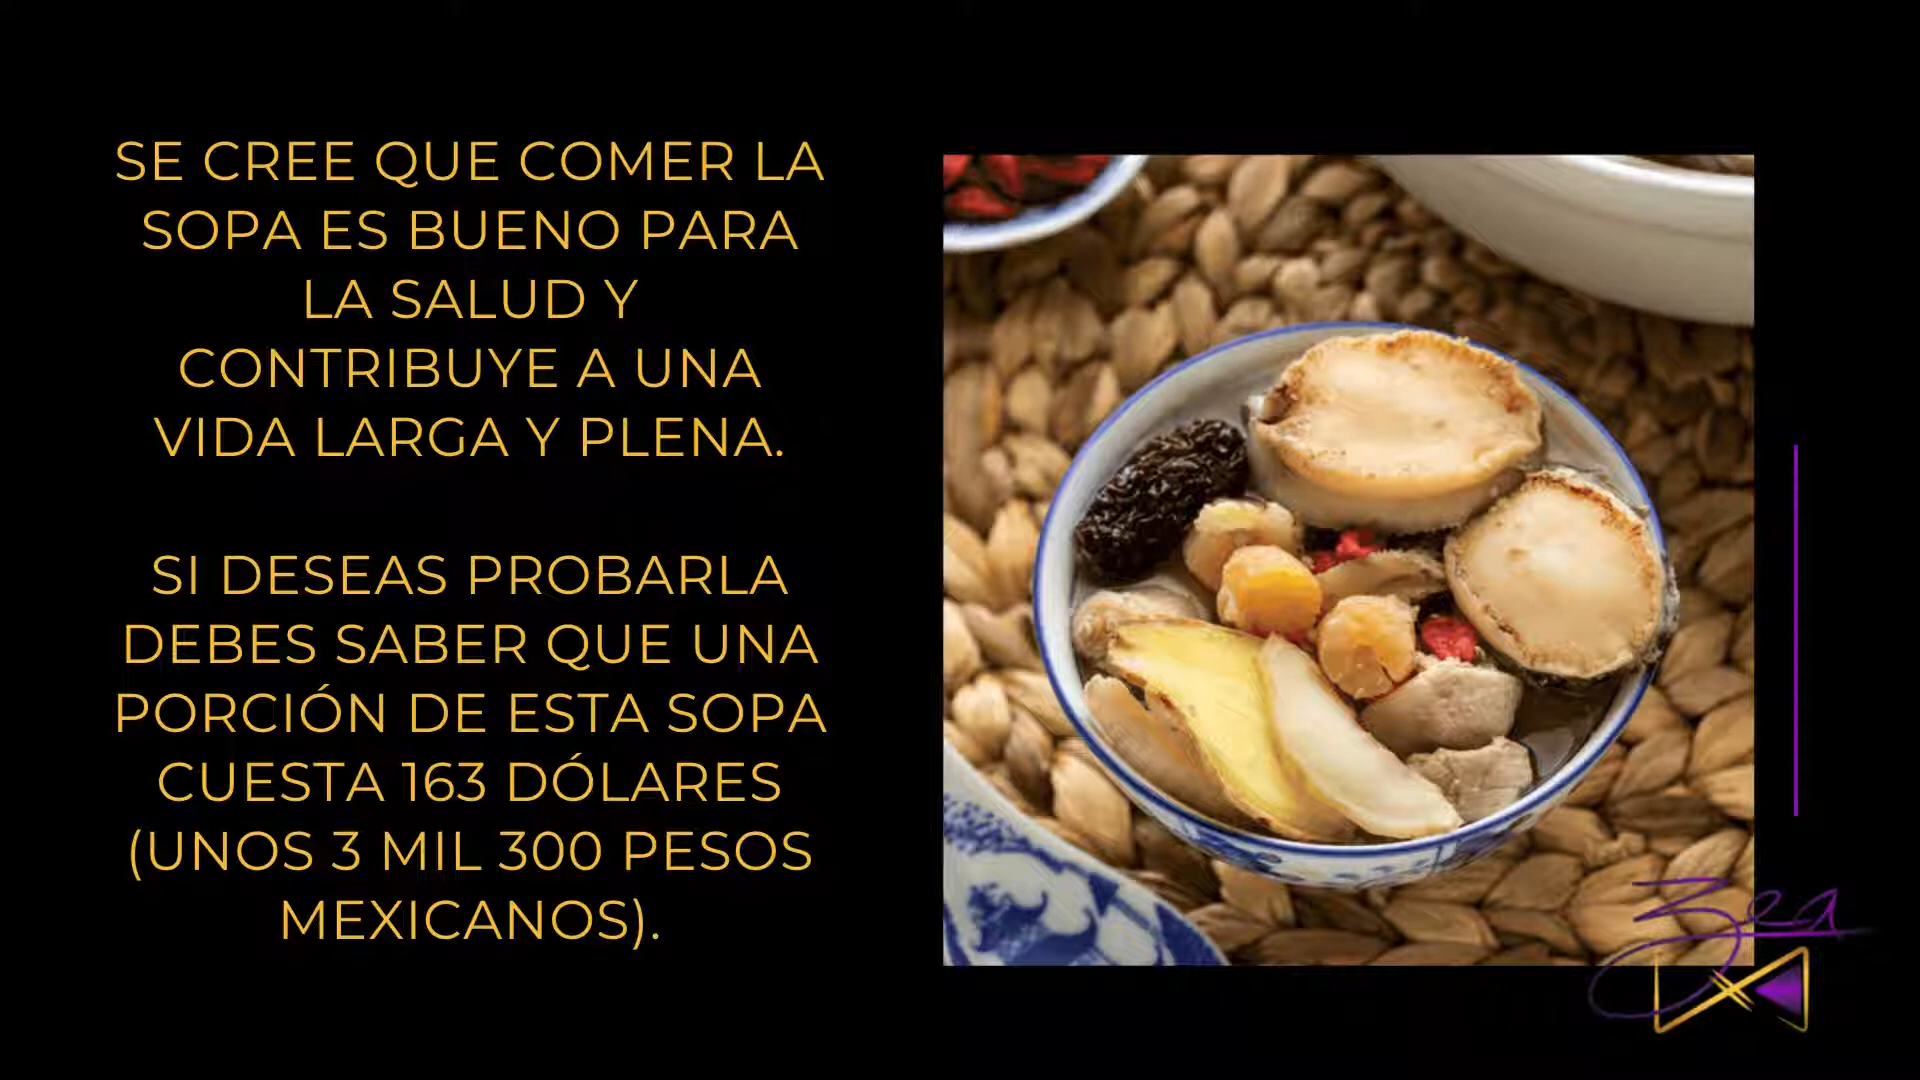 SE CREE QUE COMER LA
SOPA ES BUENO PARA
LA SALUD Y
CONTRIBUYE A UNA
VIDA LARGA Y PLENA.
SI DESEAS PROBARLA
DEBES SABER QUE UNA
PORCIÓN DE ESTA SOPA
CUESTA 163 DÓLARES
(UNOS 3 MIL 300 PESOS
MEXICANOS).
Zea